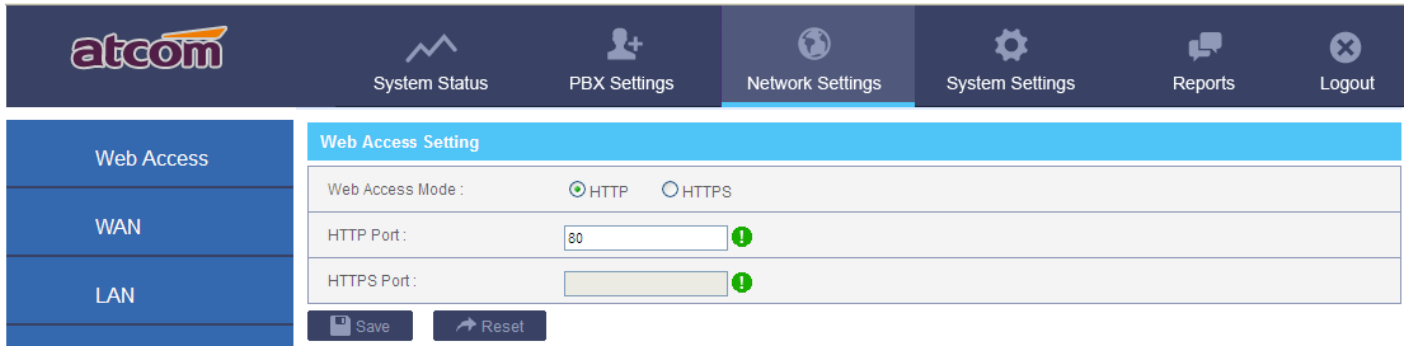 atcom
System Status
PBX Settings
Network Settings
System Settings
Reports
Logout
Web Access
WAN
LAN
Web Access Setting
Web Access Mode : HTTP HTTPS
HTTP Port : 80
HTTPS Port :
Save Reset